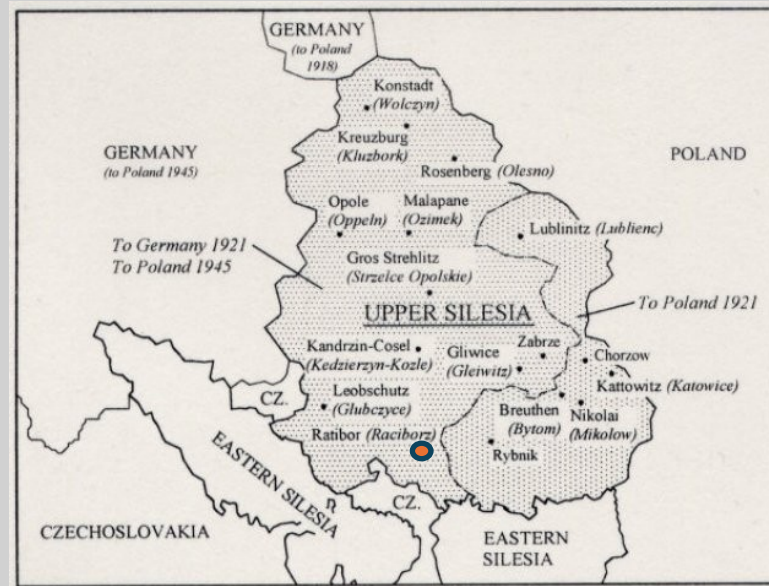 GERMANY
(to Poland
1918)
Konstadt
(Wolczyn)
Kreuzburg
(Kluzbork)
GERMANY
(to Poland 1945)
POLAND
Rosenberg (Olesno)
Opole
(Oppeln)
Malapane
(Ozimek)
Lublinitz (Lublienc)
To Germany 1921
To Poland 1945
Gros Strehlitz
(Strzelce Opolskie)
To Poland 1921
UPPER SILESIA
Kandrzin-Cosel
(Kedzierzyn-Kozle)
Gliwice
(Gleiwitz)
Zabrze
Chorzow
Kattowitz (Katowice)
CZ.
Leobschutz
(Glubczyce)
Breuthen
(Bytom)
Nikolai
(Mikolow)
Ratibor (Raciborz)
Rybnik
EASTERN SILESIA
CZ.
CZECHOSLOVAKIA
EASTERN
SILESIA